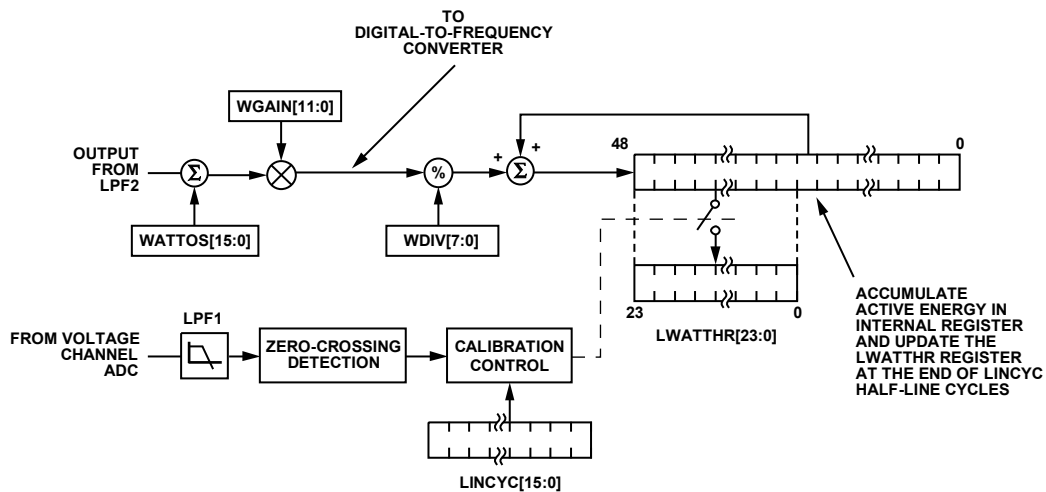 TO
DIGITAL-TO-FREQUENCY
CONVERTER
WGAIN[11:0]
OUTPUT
FROM
LPF2
Σ
%
+
+
Σ
48
0
WATTOS[15:0]
WDIV[7:0]
23
0
LWATTHR[23:0]
ACCUMULATE
ACTIVE ENERGY IN
INTERNAL REGISTER
AND UPDATE THE
LWATTHR REGISTER
AT THE END OF LINCYC
HALF-LINE CYCLES
FROM VOLTAGE
CHANNEL
ADC
LPF1
ZERO-CROSSING
DETECTION
CALIBRATION
CONTROL
LINCYC[15:0]